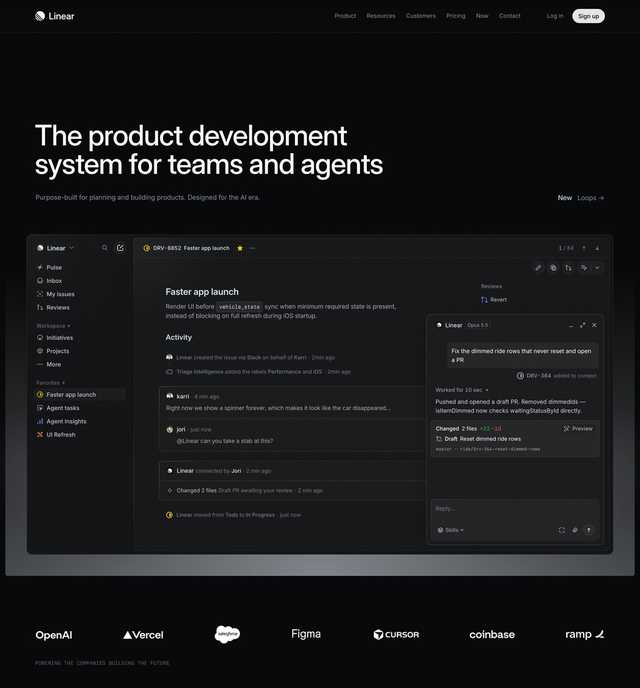 Linear
Product Resources Customers Pricing Now Contact Log in Sign up
The product development
system for teams and agents
Purpose-built for planning and building products. Designed for the AI era.
New Loops →
Linear
Pulse
Inbox
My issues
Reviews
Workspace
Initiatives
Projects
More
Favorites
Faster app launch
Agent tasks
Agent Insights
UI Refresh
DRV-8852 Faster app launch
Faster app launch
Render UI before vehicle_state sync when minimum required state is present,
instead of blocking on full refresh during iOS startup.
Activity
Linear created the issue via Slack on behalf of Karri · 2min ago
Triage Intelligence added the labels Performance and iOS · 2min ago
karri · 4 min ago
Right now we show a spinner forever, which makes it look like the car disappeared...
jori · just now
@Linear can you take a stab at this?
Linear connected by Jori · 2 min ago
Changed 2 files Draft PR awaiting your review · 2 min ago
Linear moved from Todo to In Progress · just now
Reviews
Revert
Linear Opus 5.5
Fix the dimmed ride rows that never reset and open
a PR
DRV-364 added to context
Worked for 10 sec
Pushed and opened a draft PR. Removed dimmedIds —
isItemDimmed now checks waitingStatusById directly.
Changed 2 files +22 Preview
Draft Reset dimmed ride rows
Reply...
Skills
OpenAI
Vercel
salesforce
Figma
CURSOR
coinbase
ramp
POWERING THE COMPANIES BUILDING THE FUTURE